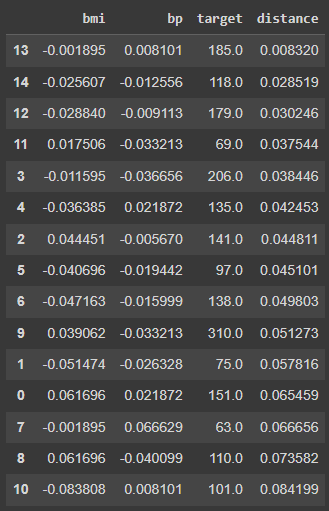 bmi bp target distance
13 -0.001895 0.008101 185.0 0.008320
14 -0.025607 -0.012556 118.0 0.028519
12 -0.028840 -0.009113 179.0 0.030246
11 0.017506 -0.033213 69.0 0.037544
3 -0.011595 -0.036656 206.0 0.038446
4 -0.036385 0.021872 135.0 0.042453
2 0.044451 -0.005670 141.0 0.044811
5 -0.040696 -0.019442 97.0 0.045101
6 -0.047163 -0.015999 138.0 0.049803
9 0.039062 -0.033213 310.0 0.051273
1 -0.051474 -0.026328 75.0 0.057816
0 0.061696 0.021872 151.0 0.065459
7 -0.001895 0.066629 63.0 0.066656
8 0.061696 -0.040099 110.0 0.073582
10 -0.083808 0.008101 101.0 0.084199